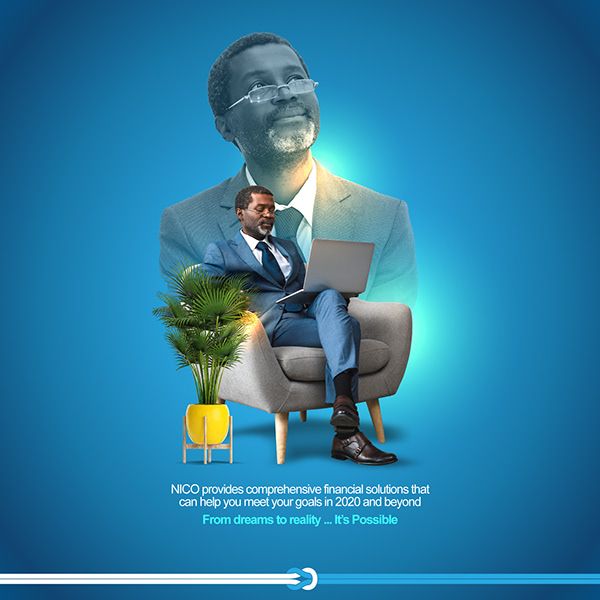 NICO provides comprehensive financial solutions that
can help you meet your goals in 2020 and beyond
From dreams to reality ... It's Possible